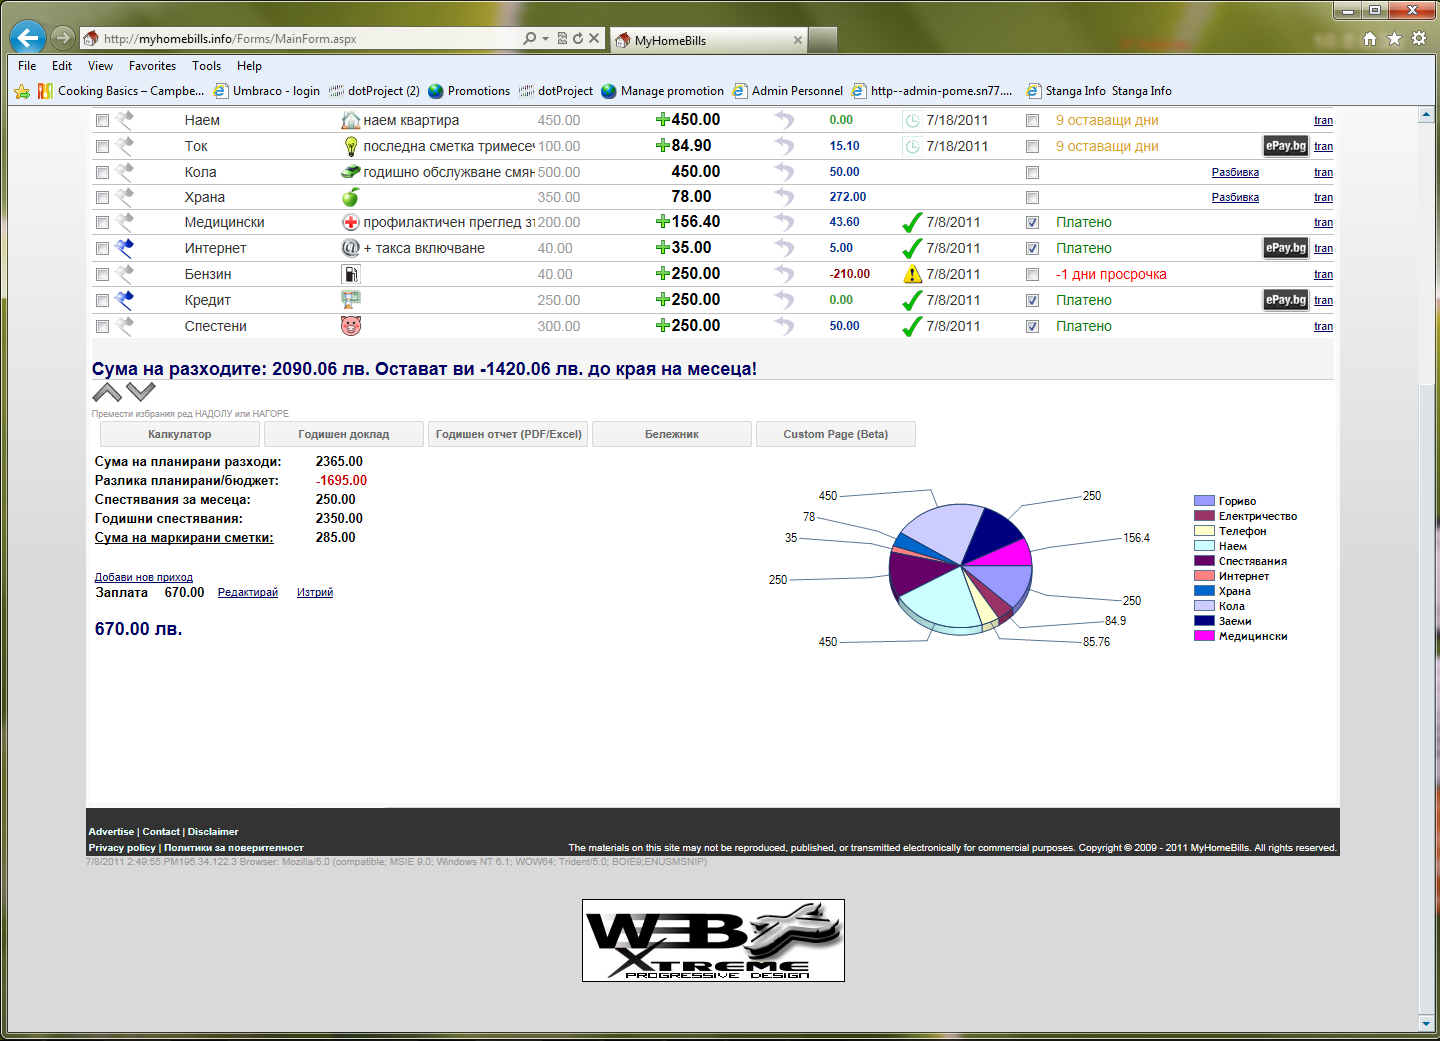 http://myhomebills.info/Forms/MainForm.aspx
MyHomeBills
File Edit View Favorites Tools Help
Cooking Basics – Campbe... Umbraco - login dotProject (2) Promotions dotProject Manage promotion Admin Personnel http--admin-pome.sn77.... Stanga Info Stanga Info
Наем наем квартира 450.00 450.00 0.00 7/18/2011 9 оставащи дни tran
Ток последна сметка тримесеч 100.00 84.90 15.10 7/18/2011 9 оставащи дни ePay.bg tran
Кола годишно обслужване смян 500.00 450.00 50.00 Разбивка tran
Храна 350.00 78.00 272.00 Разбивка tran
Медицински профилактичен преглед зт 200.00 156.40 43.60 7/8/2011 Платено tran
Интернет + такса включване 40.00 35.00 5.00 7/8/2011 Платено ePay.bg tran
Бензин 40.00 250.00 -210.00 7/8/2011 -1 дни просрочка tran
Кредит 250.00 250.00 0.00 7/8/2011 Платено ePay.bg tran
Спестени 300.00 250.00 50.00 7/8/2011 Платено tran
Сума на разходите: 2090.06 лв. Остават ви -1420.06 лв. до края на месеца!
Премести избрания ред НАДОЛУ или НАГОРЕ
Калкулатор Годишен доклад Годишен отчет (PDF/Excel) Бележник Custom Page (Beta)
Сума на планирани разходи: 2365.00
Разлика планирани/бюджет: -1695.00
Спестявания за месеца: 250.00
Годишни спестявания: 2350.00
Сума на маркирани сметки: 285.00
Добави нов приход
Заплата 670.00 Редактирай Изтрий
670.00 лв.
450
250
78
35
156.4
250
250
84.9
450
85.76
Гориво
Електричество
Телефон
Наем
Спестявания
Интернет
Храна
Кола
Заеми
Медицински
Advertise | Contact | Disclaimer
Privacy policy | Политики за поверителност
The materials on this site may not be reproduced, published, or transmitted electronically for commercial purposes. Copyright © 2009 - 2011 MyHomeBills. All rights reserved.
7/8/2011 2:49:55 PM195.34.122.3 Browser: Mozilla/5.0 (compatible; MSIE 9.0; Windows NT 6.1; WOW64; Trident/5.0; BOIE9;ENUSMSNIP)
WEB
XTREME
PROGRESSIVE DESIGN